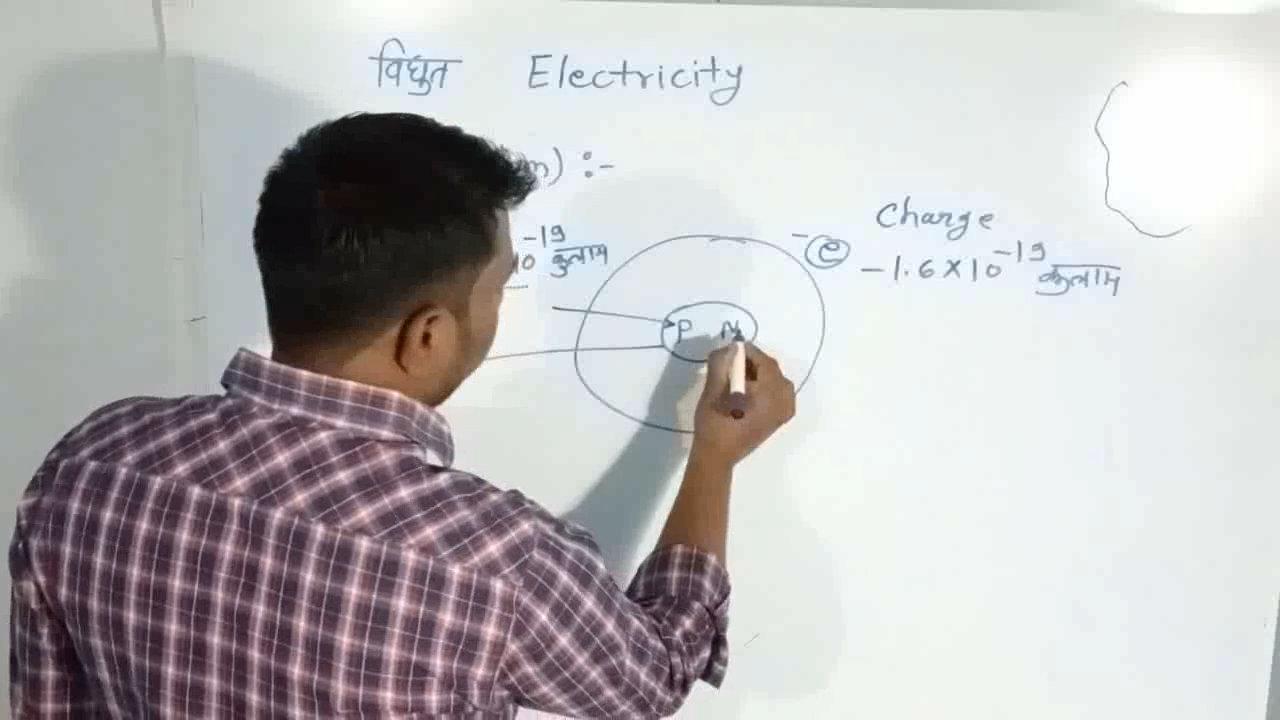 विधुत Electricity
m) :-
Charge
-19
10 कुलाम
- e
-1.6×10-19 कुलाम
P N